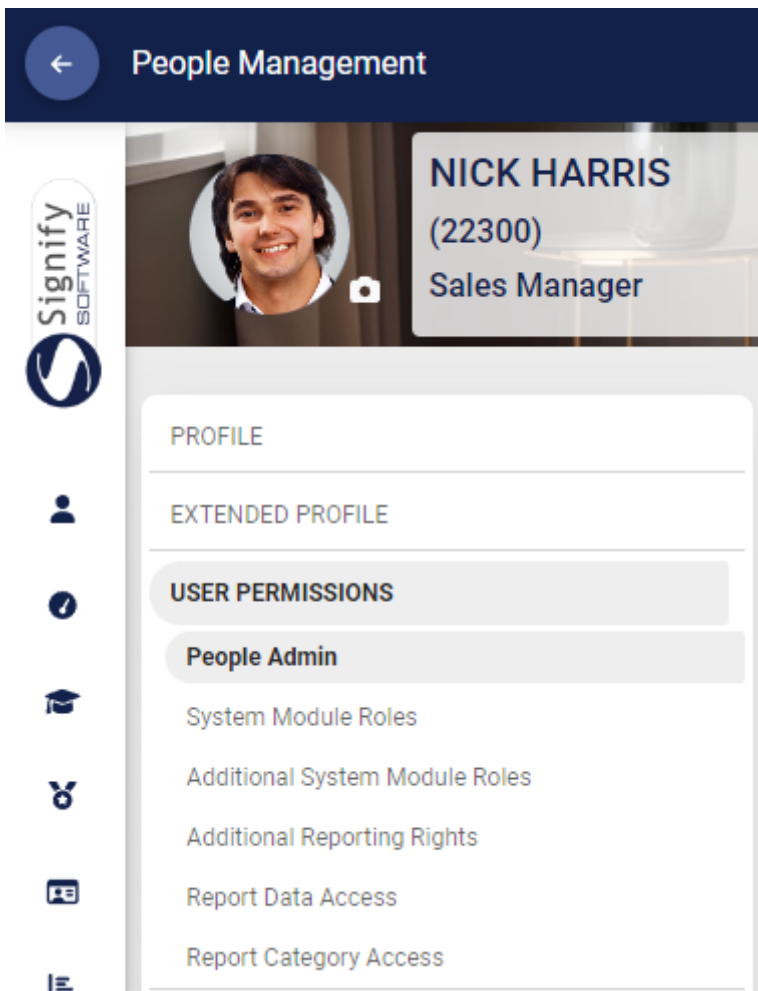 People Management
Signify
SOFTWARE
NICK HARRIS
(22300)
Sales Manager
PROFILE
EXTENDED PROFILE
USER PERMISSIONS
People Admin
System Module Roles
Additional System Module Roles
Additional Reporting Rights
Report Data Access
Report Category Access